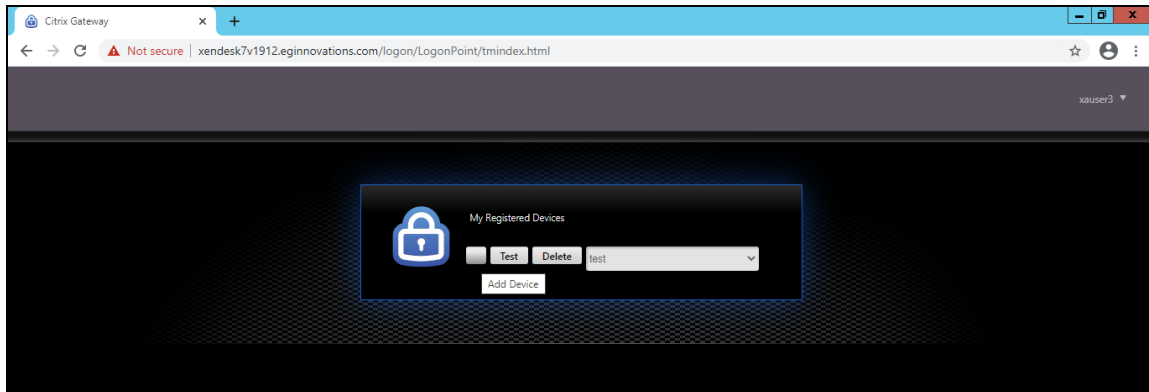 Citrix Gateway
Not secure xendesk7v1912.eginnovations.com/logon/LogonPoint/tmindex.html
xauser3
My Registered Devices
Test Delete test
Add Device